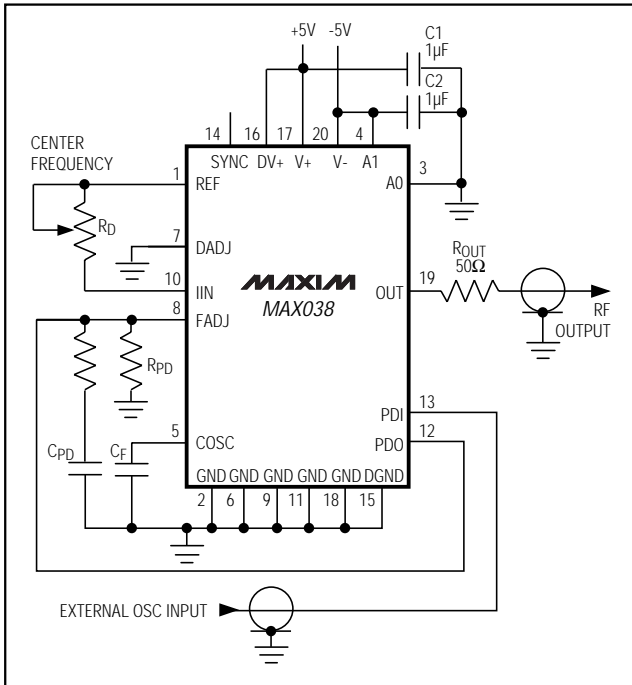 +5V -5V
C1
1µF
C2
1µF
CENTER
FREQUENCY
14 16 17 20 4
SYNC DV+ V+ V- A1
1 REF
A0 3
RD
7 DADJ
10 IIN
MAXIM
MAX038
OUT 19
ROUT
50Ω
RF
OUTPUT
8 FADJ
RPD
PDI 13
PDO 12
5 COSC
CPD CF
GND GND GND GND GND DGND
2 6 9 11 18 15
EXTERNAL OSC INPUT